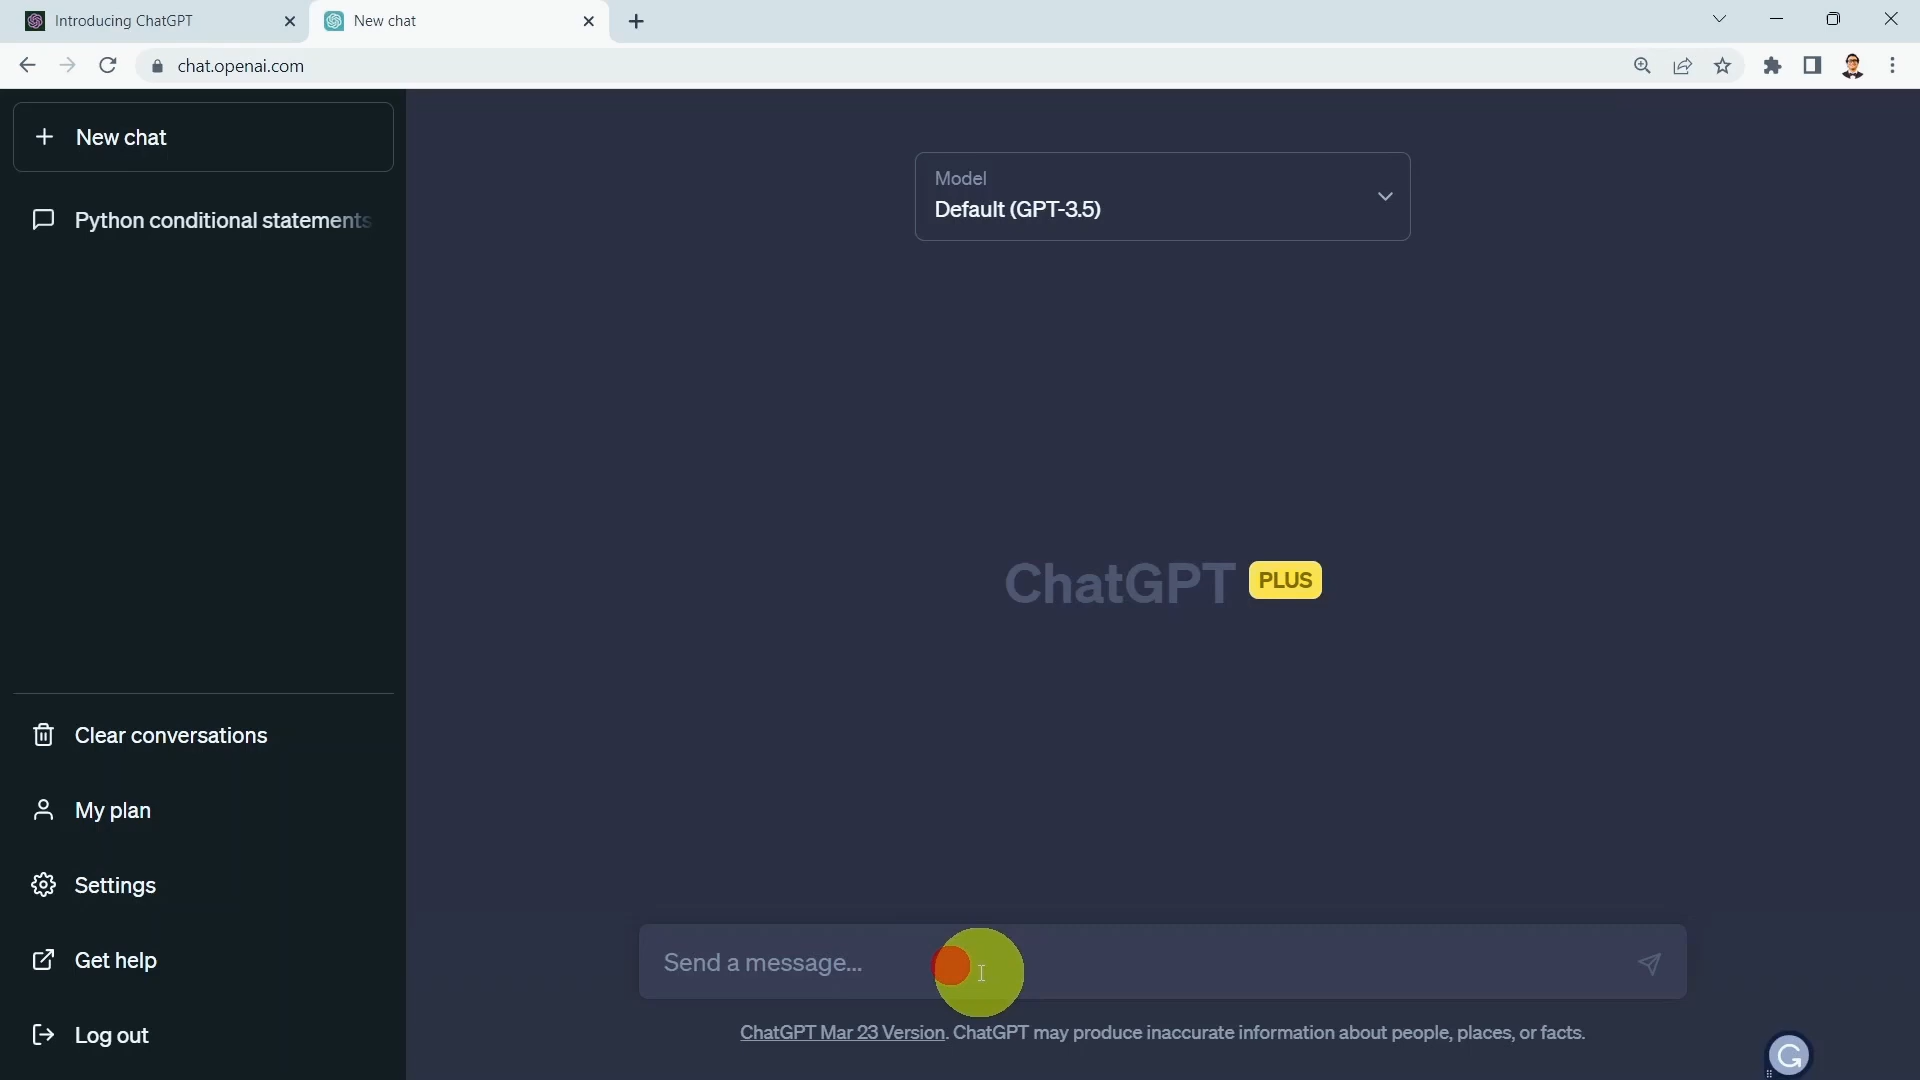 Introducing ChatGPT
New chat
chat.openai.com
New chat
Python conditional statements
Model
Default (GPT-3.5)
ChatGPT PLUS
Clear conversations
My plan
Settings
Get help
Log out
Send a message...
ChatGPT Mar 23 Version. ChatGPT may produce inaccurate information about people, places, or facts.